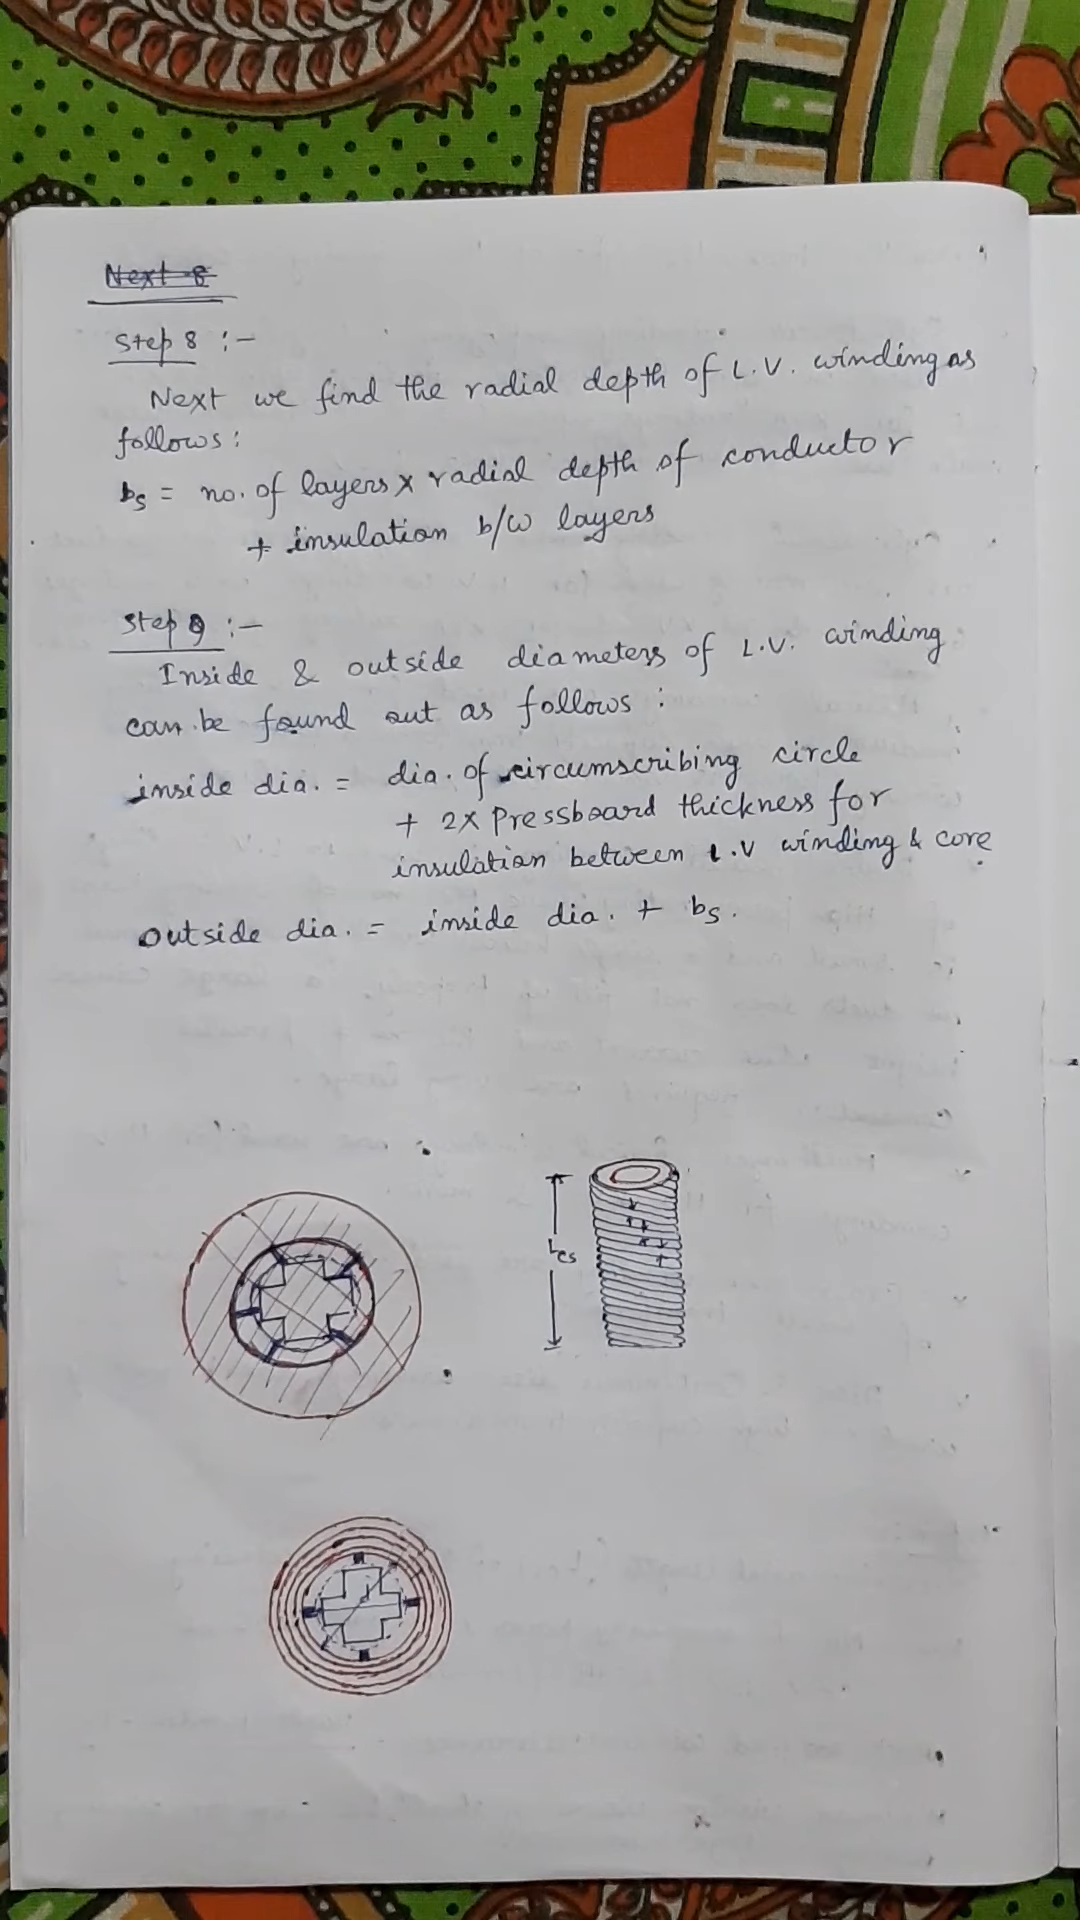 Next 8
Step 8 :-
Next we find the radial depth of L.V. winding as
follows:
bs = no. of layers x radial depth of conductor
+ insulation b/w layers
Step 9 :-
Inside & outside diameters of L.V. winding
can be found out as follows:
inside dia. = dia. of circumscribing circle
+ 2x Pressboard thickness for
insulation between L.V winding & core
outside dia. = inside dia. + bs.
Lcs
d